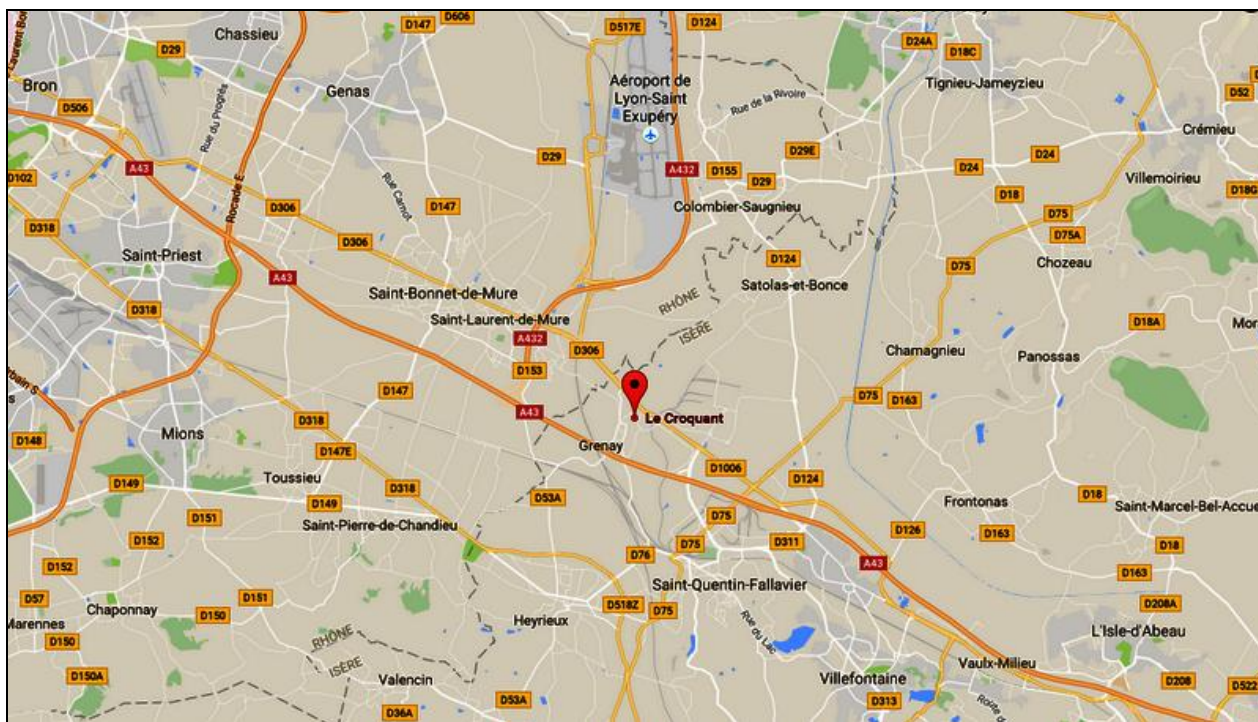 D147
D606
D517E
D124
Chassieu
D29
D24A
D18C
Bron
Genas
Aéroport de
Lyon-Saint
Exupéry
Rue de la Rivoire
Tignieu-Jameyzieu
D52
D506
Rue du Progrès
Crémieu
A43
D29
A432
D155
D29E
D29
D24
D24
D102
Rue Carnot
D147
Rocade E
D306
Colombier-Saugnieu
D18
Villemoirieu
D18G
D318
D306
D75
D75A
Saint-Priest
A43
D124
D75
Chozeau
Saint-Bonnet-de-Mure
Satolas-et-Bonce
RHÔNE
ISÈRE
D318
Saint-Laurent-de-Mure
A432
D306
D18A
Chamagnieu
Panossas
D153
D147
D75
D163
A43
Le Croquant
D318
D148
Mions
D147E
Grenay
D1006
Toussieu
D318
D124
D149
D149
D53A
D18
Frontonas
Saint-Marcel-Bel-Accue
D151
Saint-Pierre-de-Chandieu
D75
D126
D163
D152
D76
D75
D311
A43
D18
D152
Saint-Quentin-Fallavier
D163
D57
Chaponnay
D150
D151
D518Z
D75
D208A
Marennes
Heyrieux
Rue du Lac
L'Isle-d'Abeau
D150
RHÔNE
ISÈRE
Vaulx-Milieu
D150A
Valencin
D53A
Villefontaine
D208
D522
D36A
D313